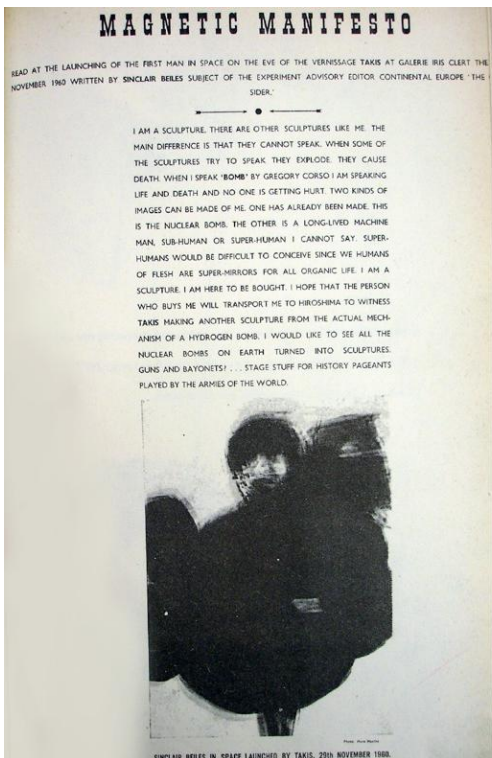 MAGNETIC MANIFESTO
READ AT THE LAUNCHING OF THE FIRST MAN IN SPACE ON THE EVE OF THE VERNISSAGE TAKIS AT GALERIE IRIS CLERT THE
NOVEMBER 1960 WRITTEN BY SINCLAIR BEILES SUBJECT OF THE EXPERIMENT ADVISORY EDITOR CONTINENTAL EUROPE 'THE
SIDER.'
I AM A SCULPTURE. THERE ARE OTHER SCULPTURES LIKE ME. THE
MAIN DIFFERENCE IS THAT THEY CANNOT SPEAK. WHEN SOME OF
THE SCULPTURES TRY TO SPEAK THEY EXPLODE. THEY CAUSE
DEATH. WHEN I SPEAK 'BOMB' BY GREGORY CORSO I AM SPEAKING
LIFE AND DEATH AND NO ONE IS GETTING HURT. TWO KINDS OF
IMAGES CAN BE MADE OF ME. ONE HAS ALREADY BEEN MADE. THIS
IS THE NUCLEAR BOMB. THE OTHER IS A LONG-LIVED MACHINE
MAN, SUB-HUMAN OR SUPER-HUMAN I CANNOT SAY. SUPER-
HUMANS WOULD BE DIFFICULT TO CONCEIVE SINCE WE HUMANS
OF FLESH ARE SUPER-MIRRORS FOR ALL ORGANIC LIFE. I AM A
SCULPTURE. I AM HERE TO BE BOUGHT. I HOPE THAT THE PERSON
WHO BUYS ME WILL TRANSPORT ME TO HIROSHIMA TO WITNESS
TAKIS MAKING ANOTHER SCULPTURE FROM THE ACTUAL MECH-
ANISM OF A HYDROGEN BOMB. I WOULD LIKE TO SEE ALL THE
NUCLEAR BOMBS ON EARTH TURNED INTO SCULPTURES.
GUNS AND BAYONETS? . . . STAGE STUFF FOR HISTORY PAGEANTS
PLAYED BY THE ARMIES OF THE WORLD.
Photo
SINCLAIR BEILES IN SPACE LAUNCHED BY TAKIS, 29th NOVEMBER 1960.